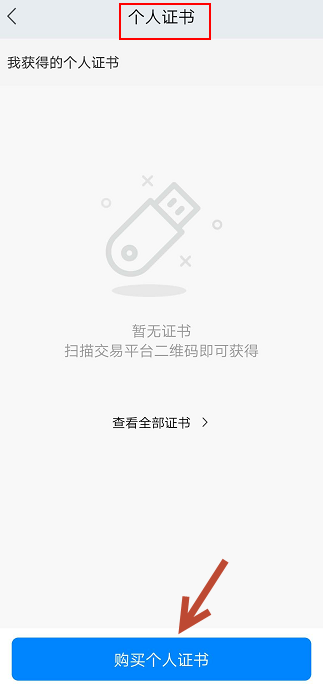 个人证书
我获得的个人证书
暂无证书
扫描交易平台二维码即可获得
查看全部证书
购买个人证书